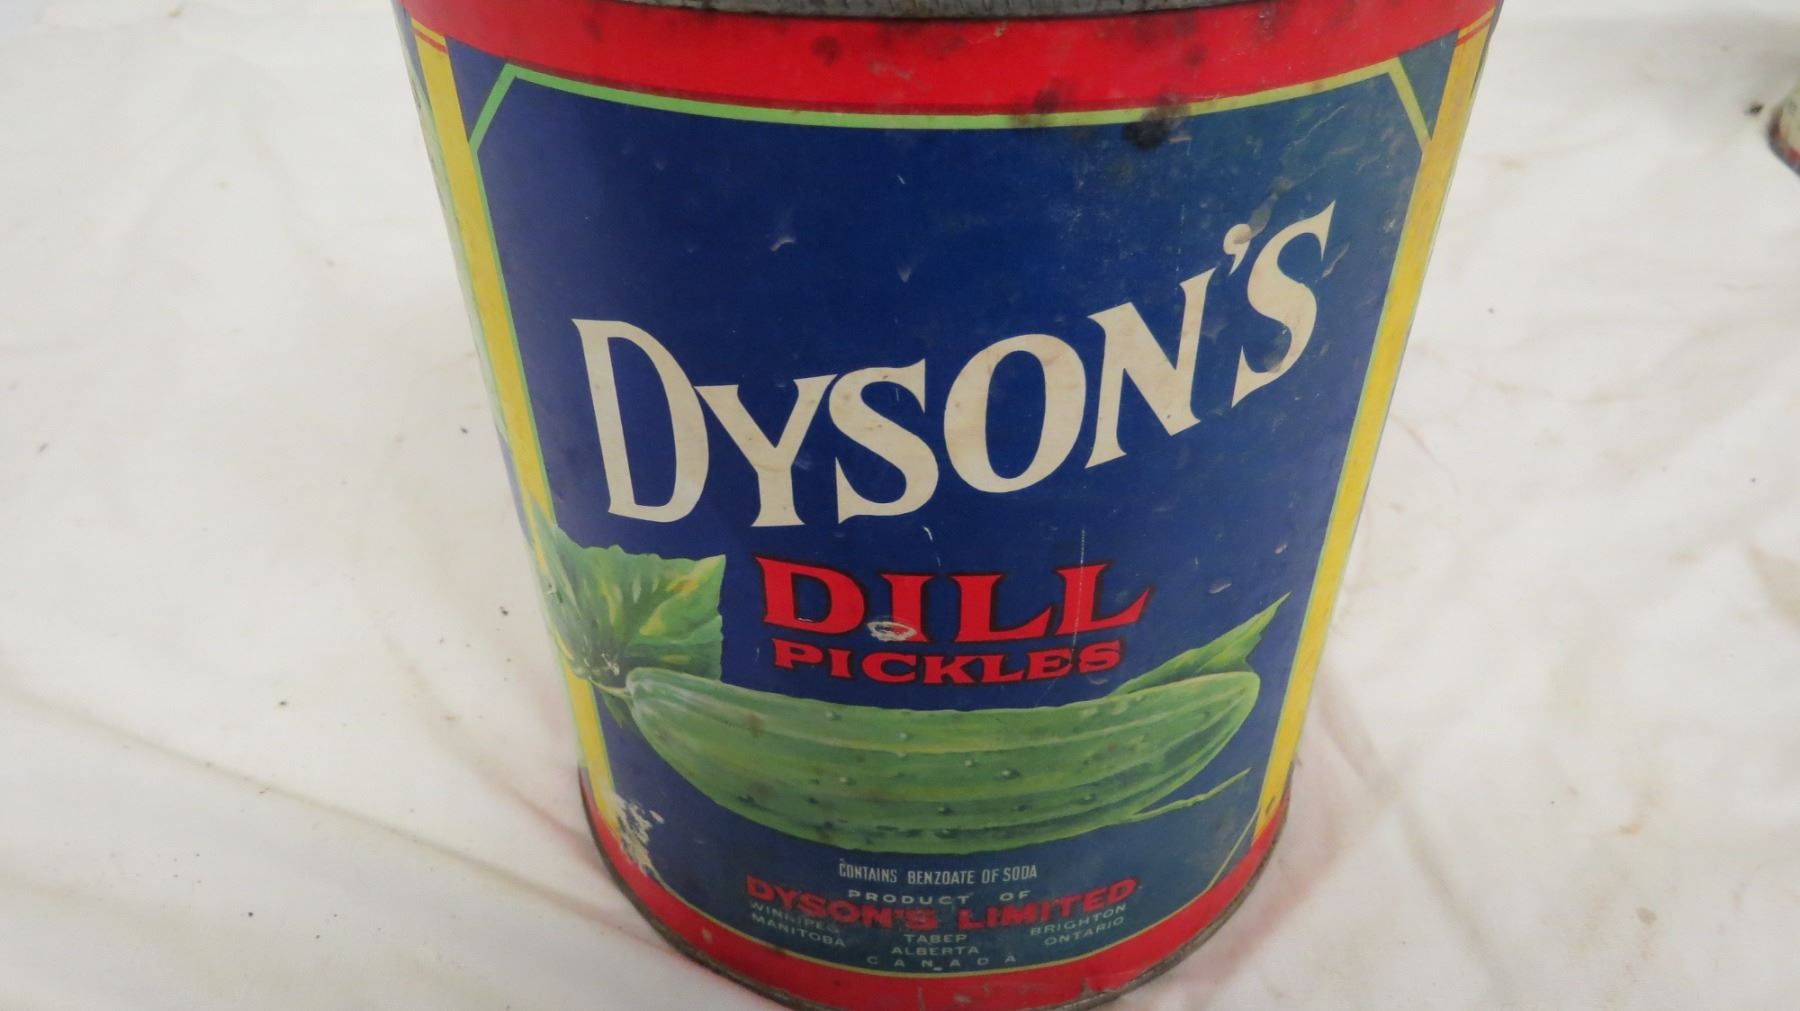 DYSON'S
DILL
PICKLES
CONTAINS BENZOATE OF SODA
PRODUCT OF
DYSON'S LIMITED
WINNIPEG
MANITOBA
TABER
ALBERTA
BRIGHTON
ONTARIO
CANADA